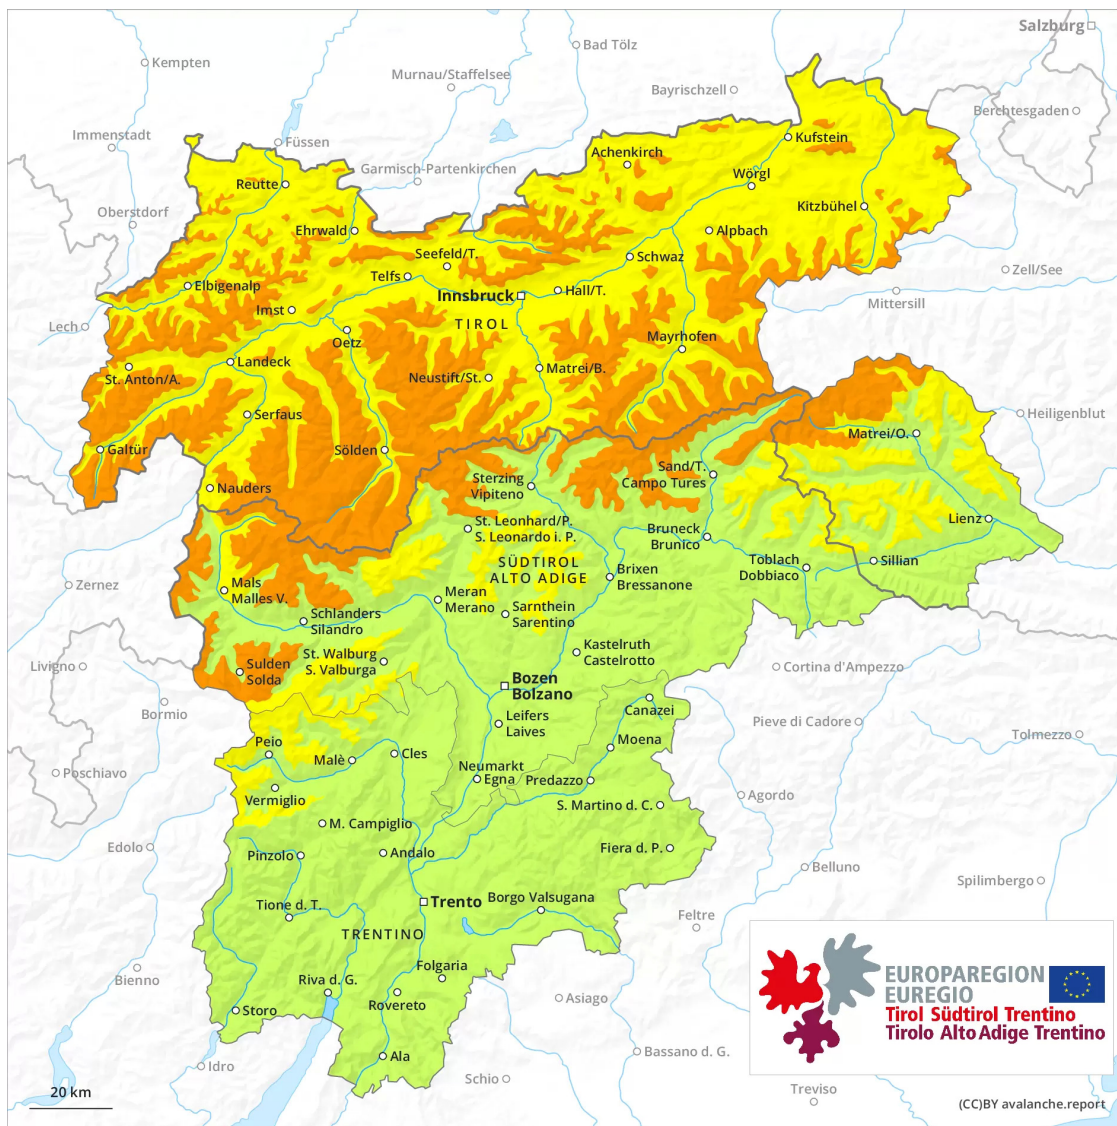 Salzburg
Kempten
Bad Tölz
Murnau/Staffelsee
Bayrischzell
Berchtesgaden
Immenstadt
Füssen
Kufstein
Achenkirch
Garmisch-Partenkirchen
Wörgl
Reutte
Oberstdorf
Kitzbühel
Ehrwald
Alpbach
Seefeld/T.
Schwaz
Telfs
Zell/See
Elbigenalp
Innsbruck
Hall/T.
Mittersill
Imst
TIROL
Lech
Oetz
Mayrhofen
Landeck
Matrei/B.
St. Anton/A.
Neustift/St.
Serfaus
Heiligenblut
Matrei/O.
Galtür
Sölden
Sand/T.
Campo Tures
Sterzing
Vipiteno
Nauders
Lienz
St. Leonhard/P.
S. Leonardo i. P.
Bruneck
Brunico
SÜDTIROL
ALTO ADIGE
Toblach
Dobbiaco
Sillian
Brixen
Bressanone
Zernez
Mals
Malles V.
Meran
Merano
Sarnthein
Sarentino
Schlanders
Silandro
Kastelruth
Castelrotto
St. Walburg
S. Valburga
Livigno
Sulden
Solda
Cortina d'Ampezzo
Bozen
Bolzano
Bormio
Canazei
Leifers
Laives
Pieve di Cadore
Tolmezzo
Peio
Moena
Malè
Cles
Poschiavo
Neumarkt
Egna
Predazzo
Vermiglio
Agordo
S. Martino d. C.
M. Campiglio
Edolo
Pinzolo
Andalo
Fiera d. P.
Belluno
Spilimbergo
Trento
Borgo Valsugana
Tione d. T.
Feltre
TRENTINO
Bienno
Folgaria
Riva d. G.
Rovereto
Asiago
Storo
EUROPAREGION
EUREGIO
Tirol Südtirol Trentino
Tirolo Alto Adige Trentino
Ala
Bassano d. G.
Idro
Schio
20 km
Treviso
(CC)BY avalanche.report